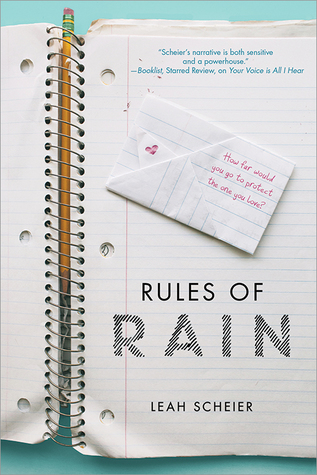 "Scheier's narrative is both sensitive
and a powerhouse."
—Booklist, Starred Review, on Your Voice is All I Hear
How far would
you go to protect
the one you love?
RULES OF
RAIN
LEAH SCHEIER